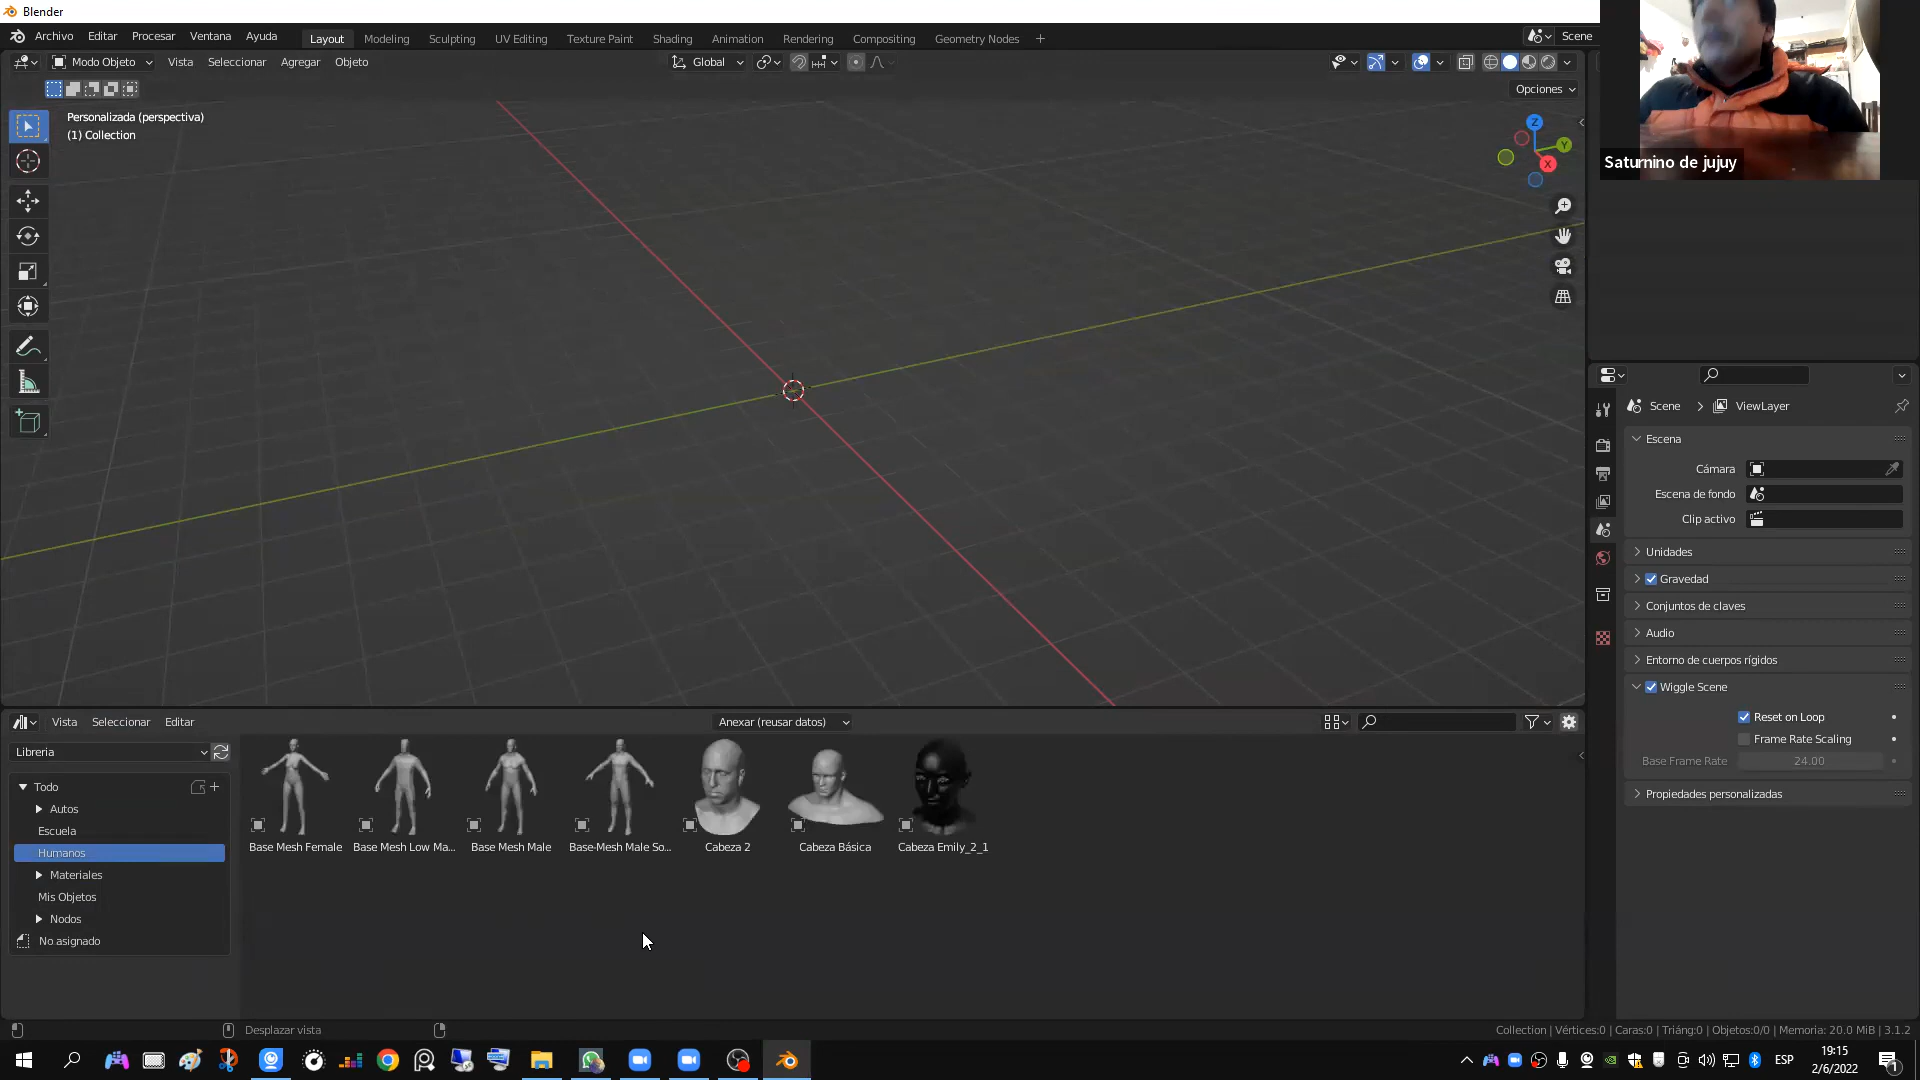 Blender
Archivo Editar Procesar Ventana Ayuda Layout Modeling Sculpting UV Editing Texture Paint Shading Animation Rendering Compositing Geometry Nodes Scene
Modo Objeto Vista Seleccionar Agregar Objeto Global
Opciones
Personalizada (perspectiva)
(1) Collection
Z
Y
X
Saturnino de jujuy
Scene ViewLayer
Escena
Cámara
Escena de fondo
Clip activo
Unidades
Gravedad
Conjuntos de claves
Audio
Entorno de cuerpos rígidos
Wiggle Scene
Reset on Loop
Frame Rate Scaling
Base Frame Rate 24.00
Propiedades personalizadas
Vista Seleccionar Editar Anexar (reusar datos)
Libreria
Todo
Autos
Escuela
Humanos
Materiales
Mis Objetos
Nodos
No asignado
Base Mesh Female Base Mesh Low Ma... Base Mesh Male Base-Mesh Male So... Cabeza 2 Cabeza Básica Cabeza Emily_2_1
Desplazar vista
Collection | Vértices:0 | Caras:0 | Triáng:0 | Objetos:0/0 | Memoria: 20.0 MiB | 3.1.2
ESP
19:15
2/6/2022
1